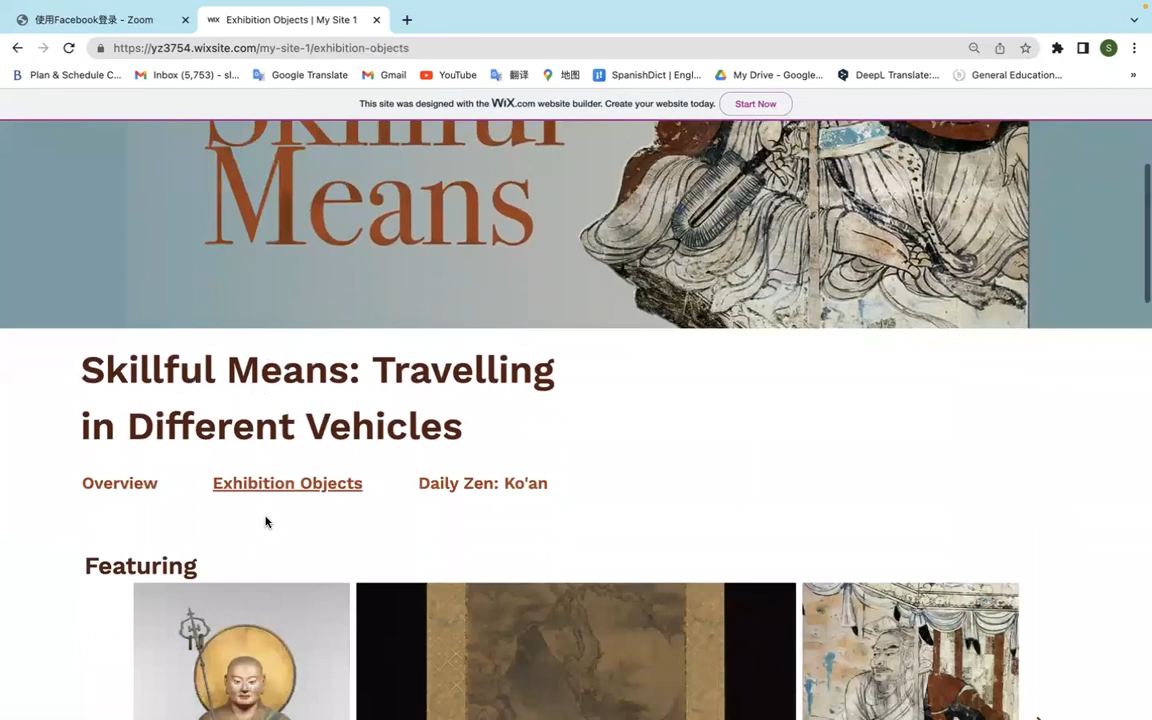 使用Facebook登录 - Zoom
WiX Exhibition Objects | My Site 1
https://yz3754.wixsite.com/my-site-1/exhibition-objects
S
B Plan & Schedule C...
Inbox (5,753) - sl...
Google Translate
Gmail
YouTube
翻译
地图
SpanishDict | Engl...
My Drive - Google...
DeepL Translate:...
General Education...
»
This site was designed with the WiX.com website builder. Create your website today.
Start Now
Skillful
Means
Skillful Means: Travelling
in Different Vehicles
Overview
Exhibition Objects
Daily Zen: Ko'an
Featuring